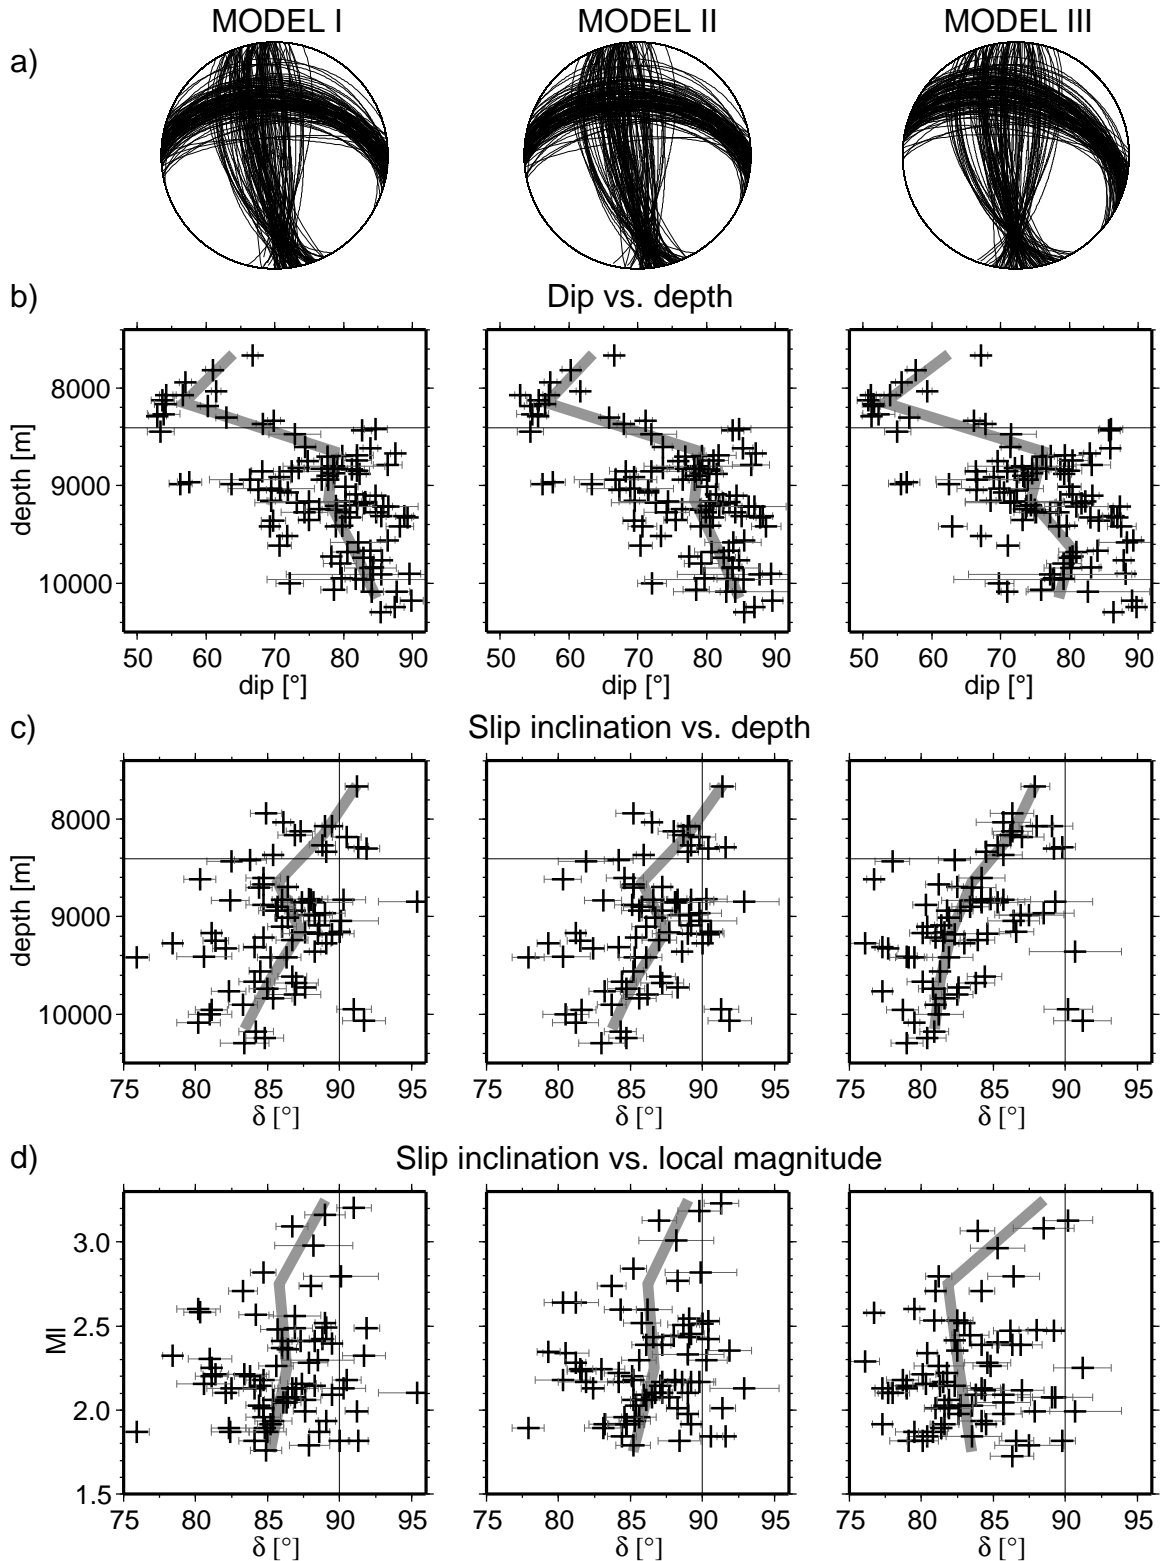 MODEL I MODEL II MODEL III
a)
b) Dip vs. depth
8000
9000
10000
depth [m]
50 60 70 80 90 50 60 70 80 90 50 60 70 80 90
dip [°] dip [°] dip [°]
c) Slip inclination vs. depth
8000
9000
10000
depth [m]
75 80 85 90 95 75 80 85 90 95 75 80 85 90 95
δ [°] δ [°] δ [°]
d) Slip inclination vs. local magnitude
3.0
2.5
2.0
1.5
Ml
75 80 85 90 95 75 80 85 90 95 75 80 85 90 95
δ [°] δ [°] δ [°]